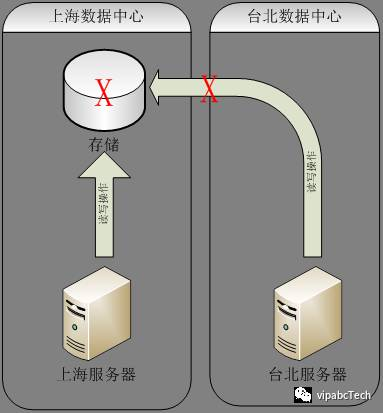 上海数据中心
台北数据中心
X
X
存储
读写操作
读写操作
上海服务器
台北服务器
vipabcTech